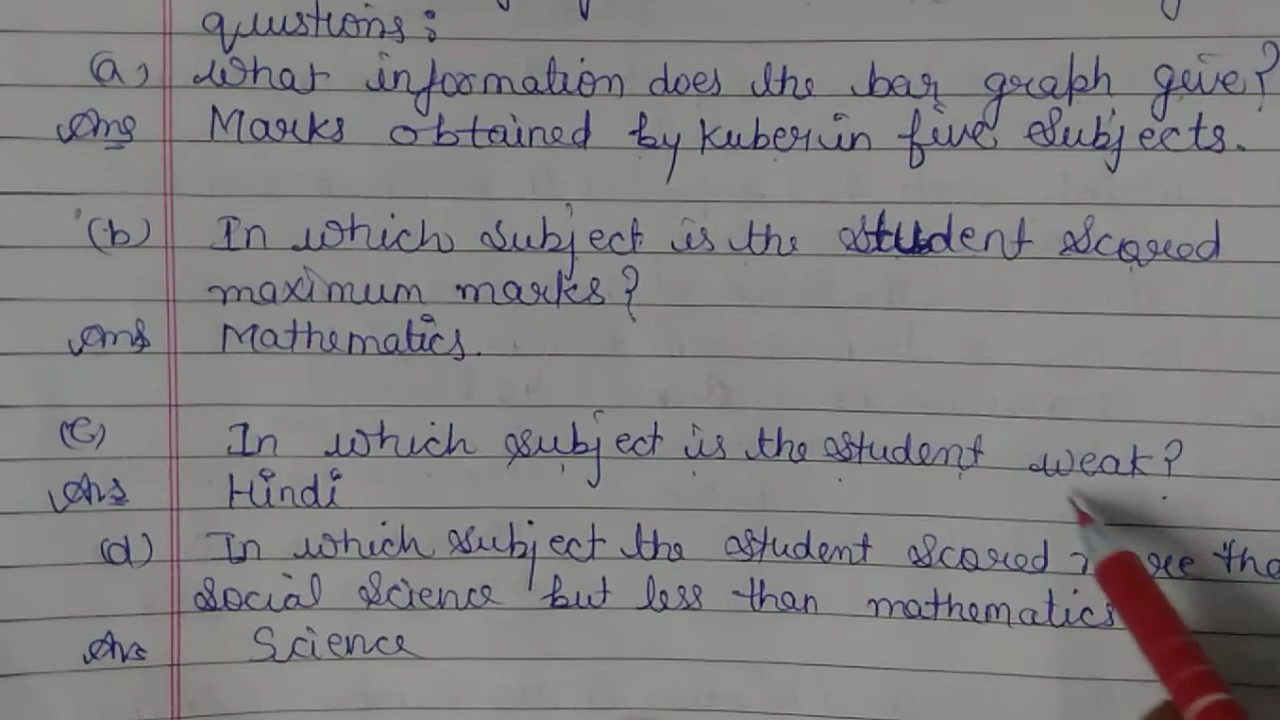 questions:
(a) What information does the bar graph give?
Ans Marks obtained by Kuber in five subjects.
(b) In which subject is the student scored
maximum marks?
Ans Mathematics.
(c) In which subject is the student weak?
Ans Hindi
(d) In which subject the student scored
social science but less than mathematics
Ans Science